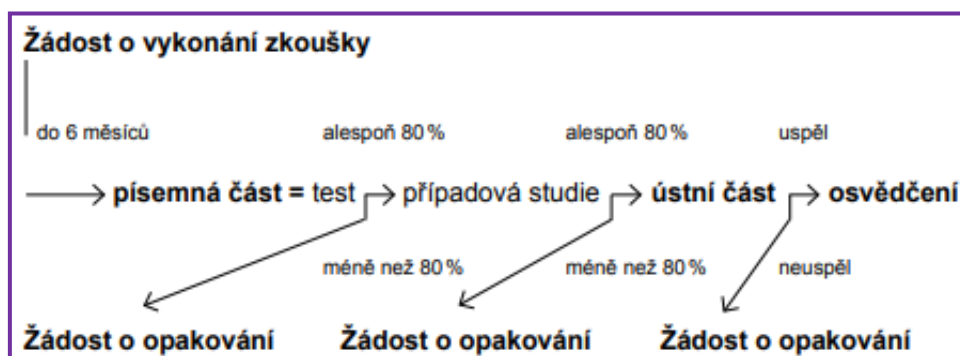 Žádost o vykonání zkoušky
do 6 měsíců alespoň 80 % alespoň 80 % uspěl
písemná část = test případová studie ústní část osvědčení
méně než 80 % méně než 80 % neuspěl
Žádost o opakování Žádost o opakování Žádost o opakování